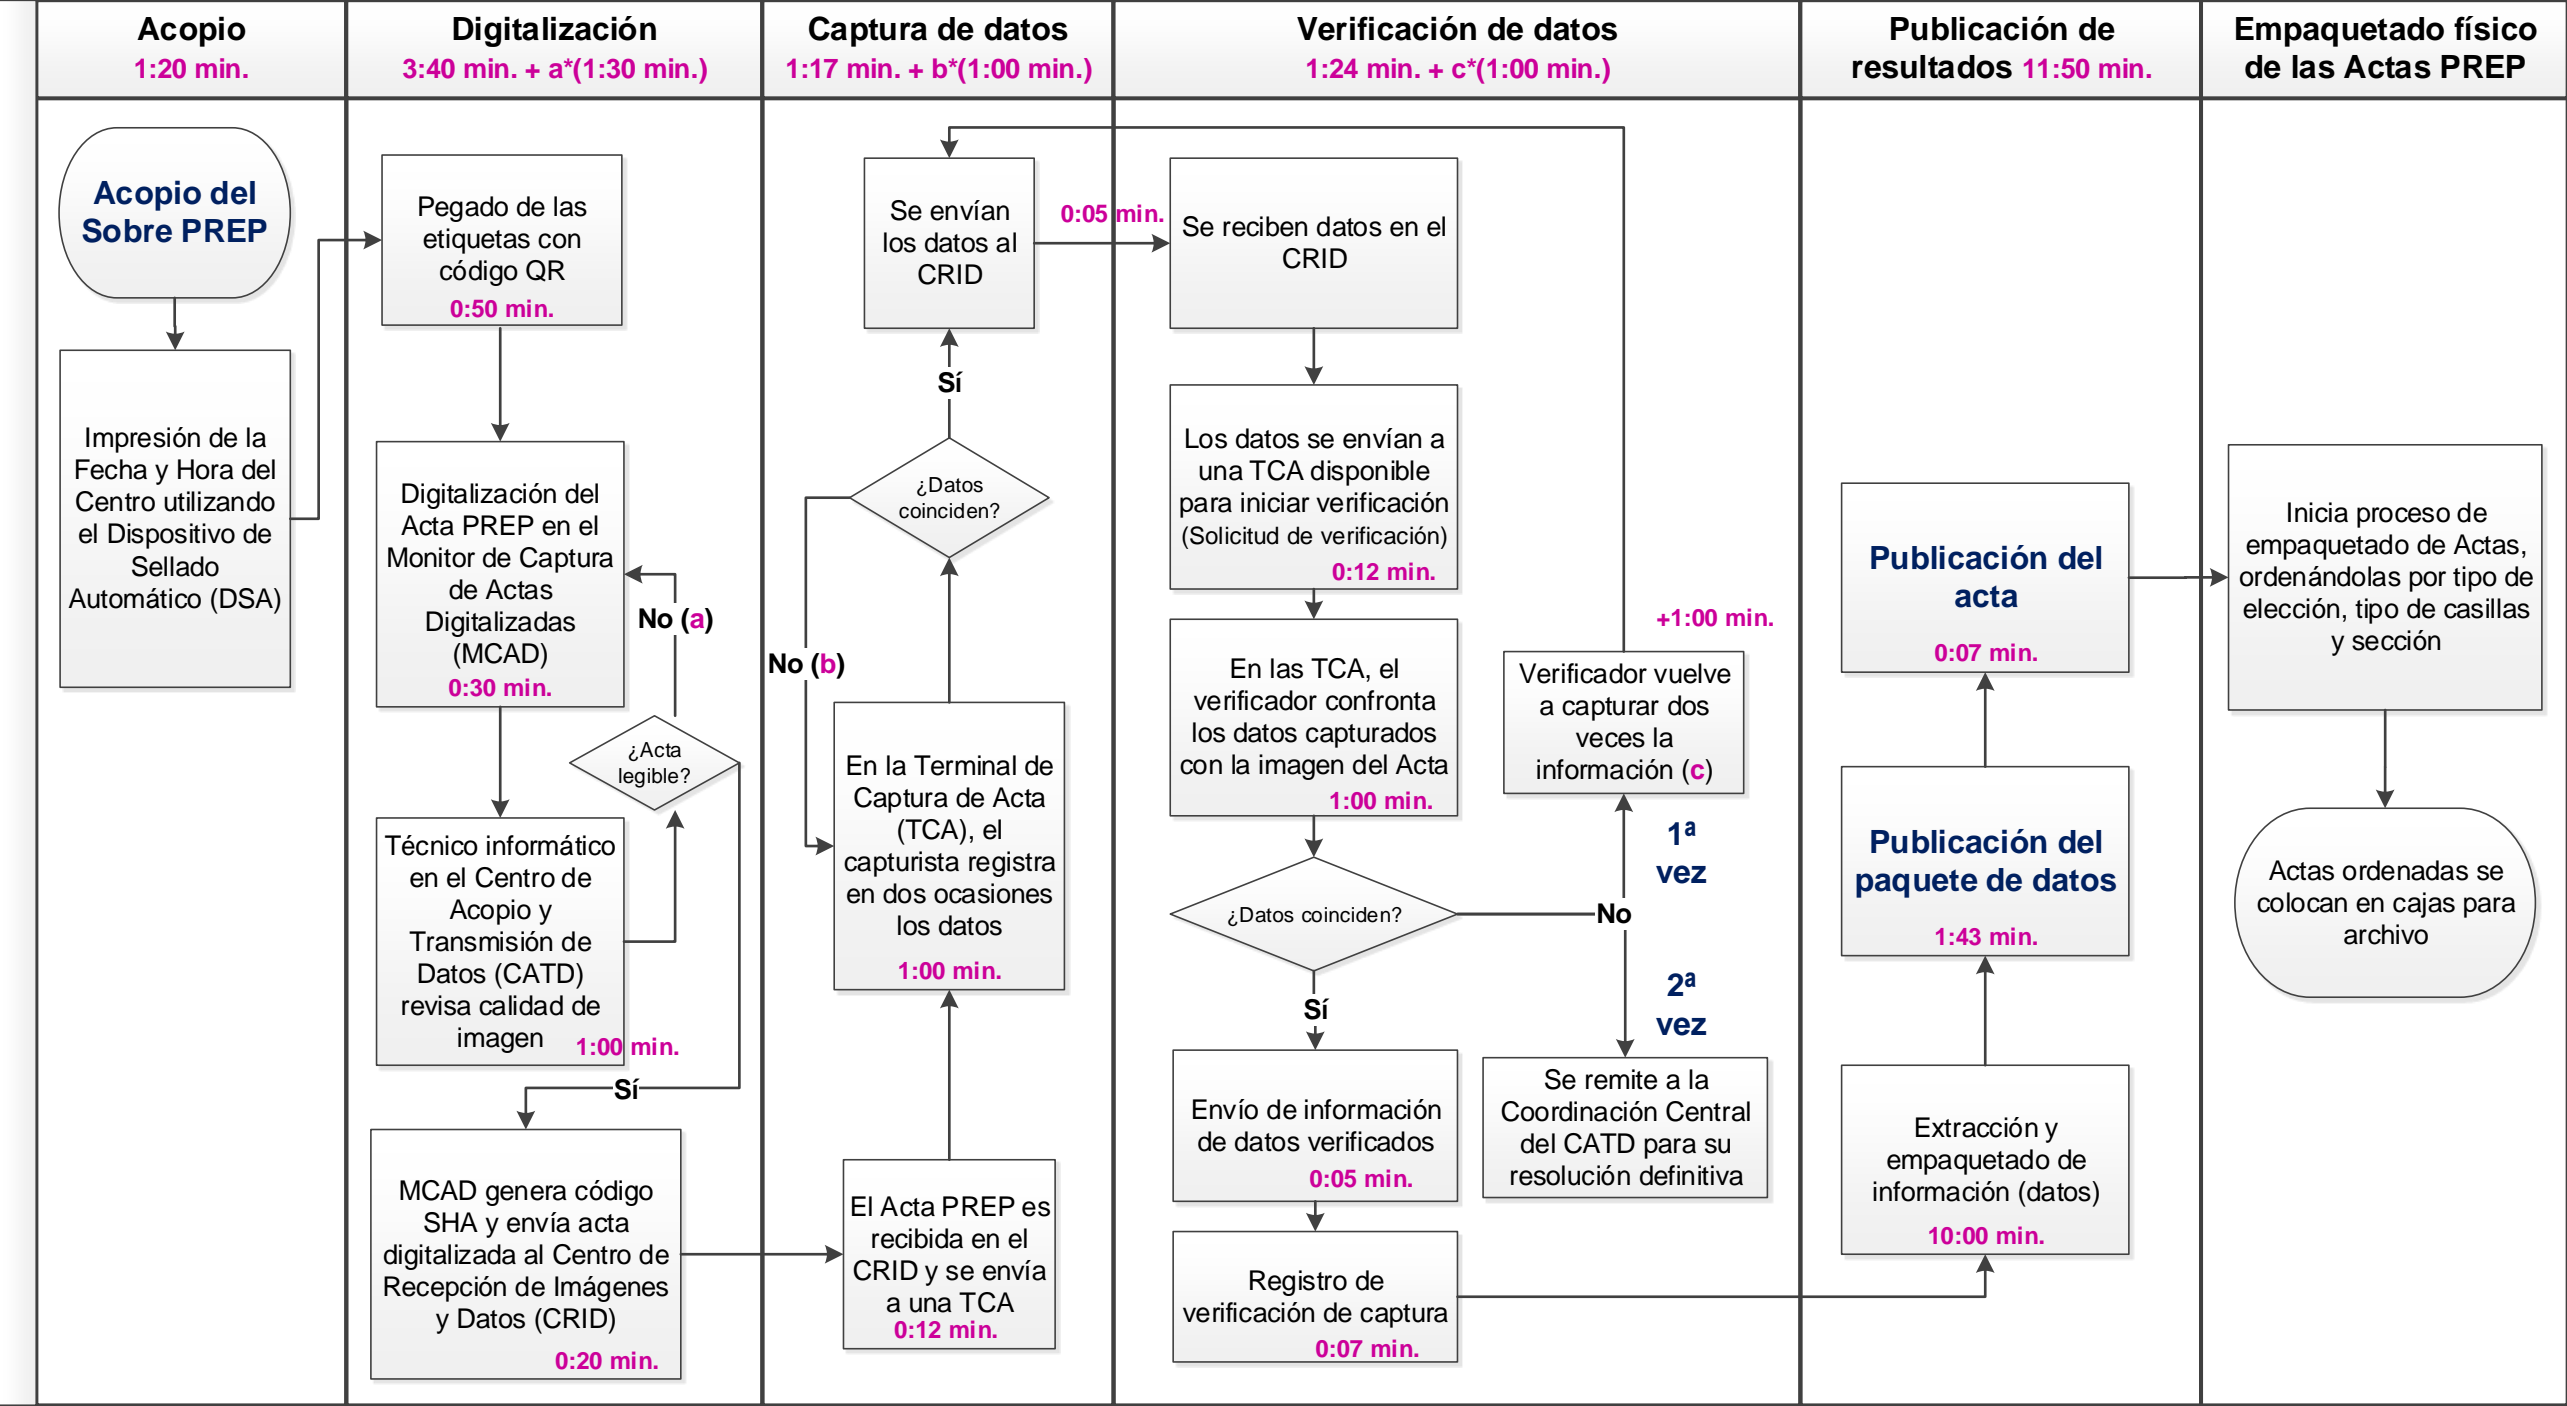 Acopio
1:20 min.
Digitalización
3:40 min. + a*(1:30 min.)
Captura de datos
1:17 min. + b*(1:00 min.)
Verificación de datos
1:24 min. + c*(1:00 min.)
Publicación de
resultados 11:50 min.
Empaquetado físico
de las Actas PREP
Acopio del
Sobre PREP
Impresión de la
Fecha y Hora del
Centro utilizando
el Dispositivo de
Sellado
Automático (DSA)
Pegado de las
etiquetas con
código QR
0:50 min.
Digitalización del
Acta PREP en el
Monitor de Captura
de Actas
Digitalizadas
(MCAD)
0:30 min.
No (a)
¿Acta
legible?
Técnico informático
en el Centro de
Acopio y
Transmisión de
Datos (CATD)
revisa calidad de
imagen
1:00 min.
Sí
MCAD genera código
SHA y envía acta
digitalizada al Centro de
Recepción de Imágenes
y Datos (CRID)
0:20 min.
Se envían
los datos al
CRID
0:05 min.
Sí
¿Datos
coinciden?
No (b)
En la Terminal de
Captura de Acta
(TCA), el
capturista registra
en dos ocasiones
los datos
1:00 min.
El Acta PREP es
recibida en el
CRID y se envía
a una TCA
0:12 min.
Se reciben datos en el
CRID
Los datos se envían a
una TCA disponible
para iniciar verificación
(Solicitud de verificación)
0:12 min.
En las TCA, el
verificador confronta
los datos capturados
con la imagen del Acta
1:00 min.
¿Datos coinciden?
Sí
No
+1:00 min.
Verificador vuelve
a capturar dos
veces la
información (c)
1ª
vez
2ª
vez
Se remite a la
Coordinación Central
del CATD para su
resolución definitiva
Envío de información
de datos verificados
0:05 min.
Registro de
verificación de captura
0:07 min.
Publicación del
acta
0:07 min.
Publicación del
paquete de datos
1:43 min.
Extracción y
empaquetado de
información (datos)
10:00 min.
Inicia proceso de
empaquetado de Actas,
ordenándolas por tipo de
elección, tipo de casillas
y sección
Actas ordenadas se
colocan en cajas para
archivo